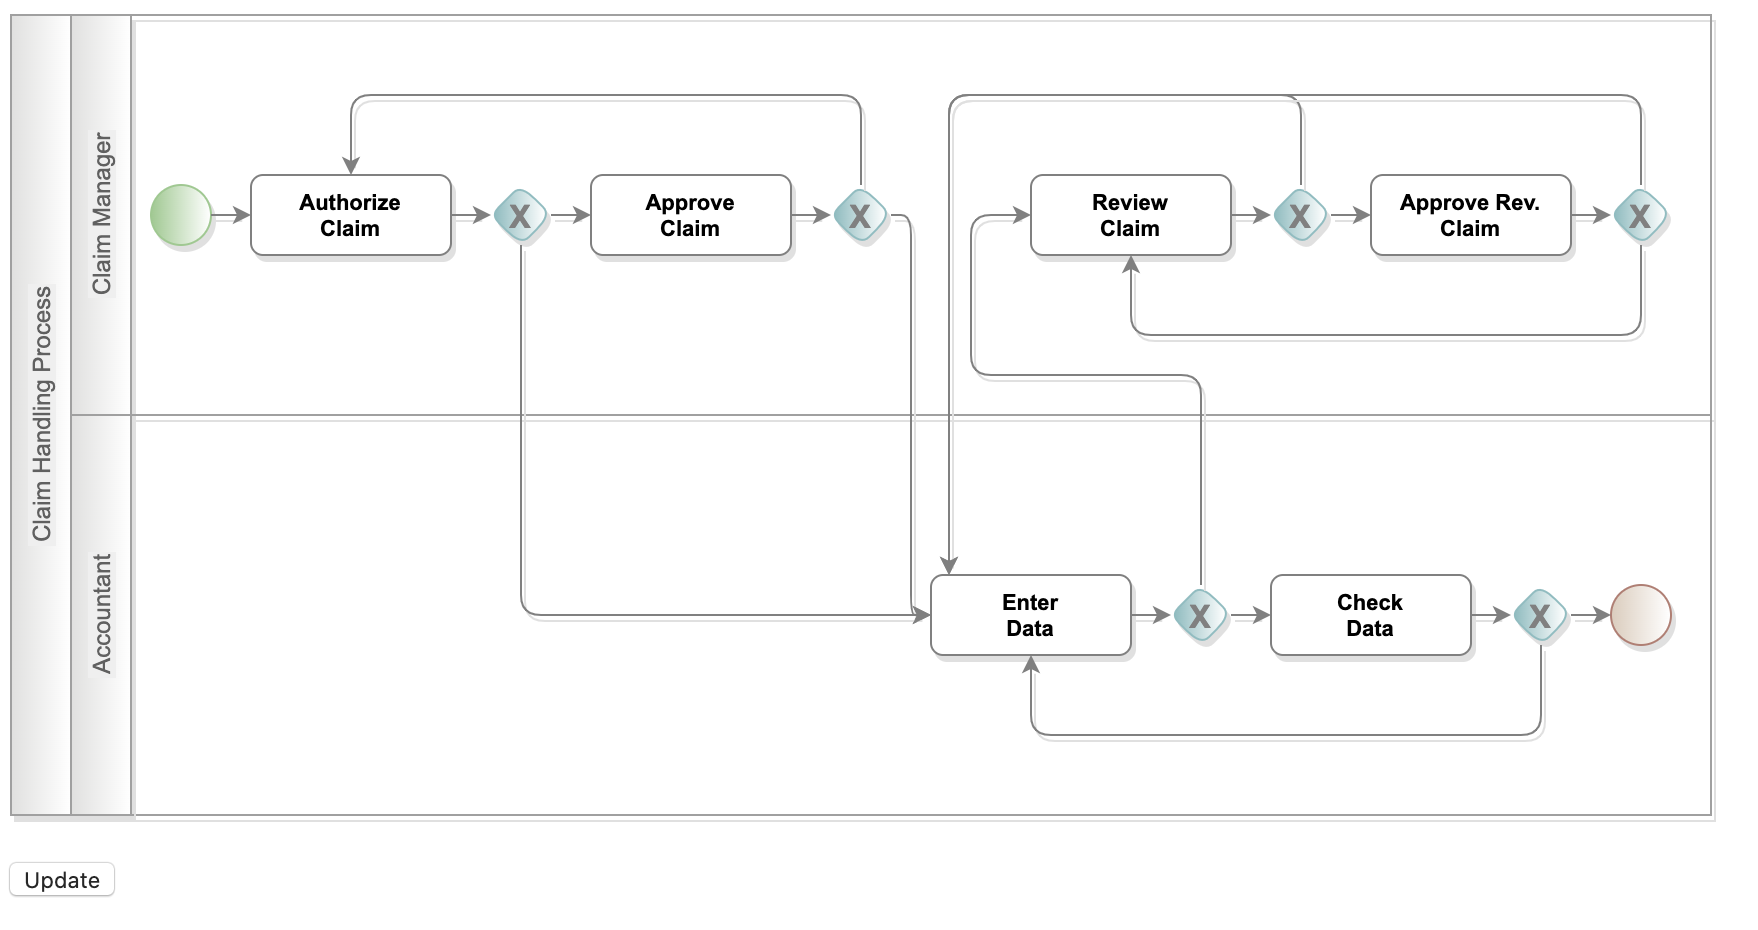 Claim Handling Process
Claim Manager
Authorize
Claim
X
Approve
Claim
X
Review
Claim
X
Approve Rev.
Claim
X
Accountant
Enter
Data
X
Check
Data
X
Update